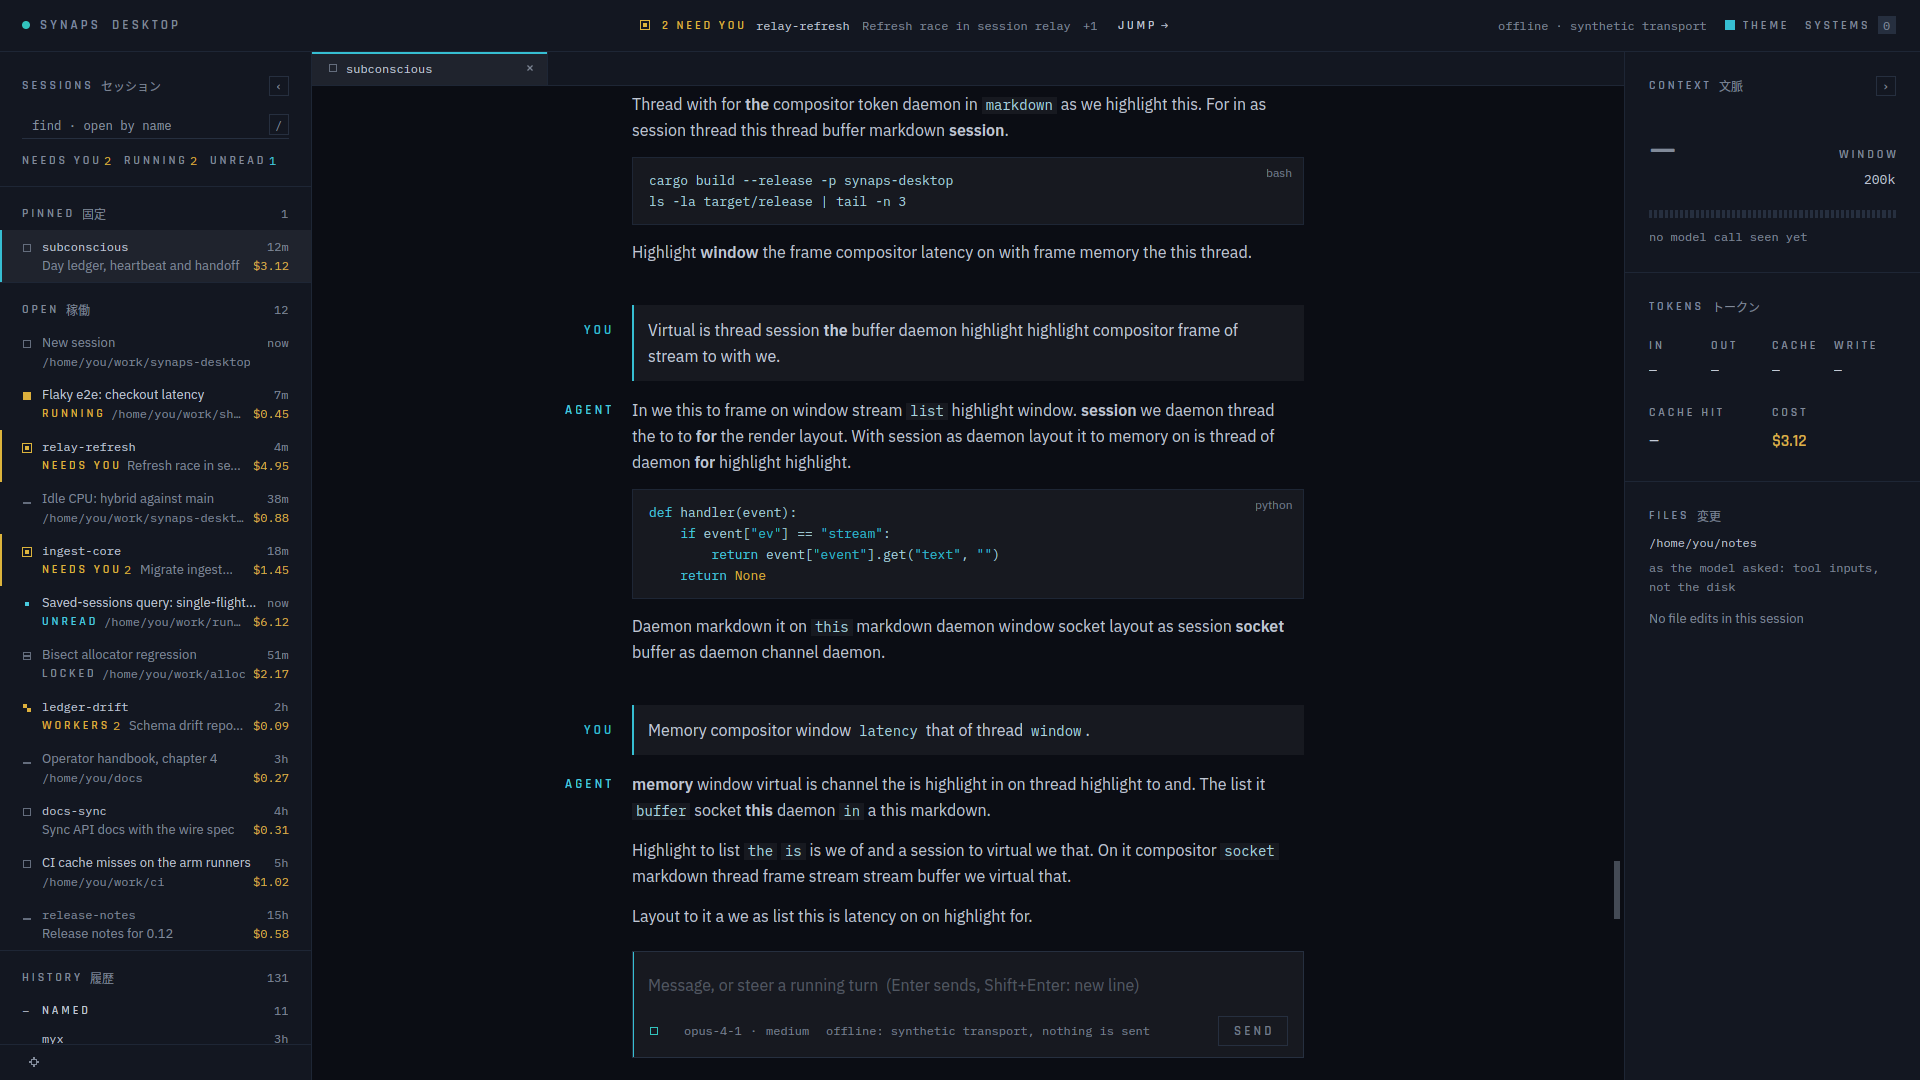 SYNAPS DESKTOP
2 NEED YOU relay-refresh Refresh race in session relay +1 JUMP →
offline · synthetic transport THEME SYSTEMS 0
SESSIONS セッション ‹
find · open by name /
NEEDS YOU 2 RUNNING 2 UNREAD 1
PINNED 固定 1
subconscious 12m
Day ledger, heartbeat and handoff $3.12
OPEN 稼働 12
New session now
/home/you/work/synaps-desktop
Flaky e2e: checkout latency 7m
RUNNING /home/you/work/sh… $0.45
relay-refresh 4m
NEEDS YOU Refresh race in se… $4.95
Idle CPU: hybrid against main 38m
/home/you/work/synaps-deskt… $0.88
ingest-core 18m
NEEDS YOU 2 Migrate ingest… $1.45
Saved-sessions query: single-flight… now
UNREAD /home/you/work/run… $6.12
Bisect allocator regression 51m
LOCKED /home/you/work/alloc $2.17
ledger-drift 2h
WORKERS 2 Schema drift repo… $0.09
Operator handbook, chapter 4 3h
/home/you/docs $0.27
docs-sync 4h
Sync API docs with the wire spec $0.31
CI cache misses on the arm runners 5h
/home/you/work/ci $1.02
release-notes 15h
Release notes for 0.12 $0.58
HISTORY 履歴 131
– NAMED 11
myx 3h
subconscious ×
Thread with for the compositor token daemon in markdown as we highlight this. For in as
session thread this thread buffer markdown session.
bash
cargo build --release -p synaps-desktop
ls -la target/release | tail -n 3
Highlight window the frame compositor latency on with frame memory the this thread.
YOU
Virtual is thread session the buffer daemon highlight highlight compositor frame of
stream to with we.
AGENT
In we this to frame on window stream list highlight window. session we daemon thread
the to to for the render layout. With session as daemon layout it to memory on is thread of
daemon for highlight highlight.
python
def handler(event):
    if event["ev"] == "stream":
        return event["event"].get("text", "")
    return None
Daemon markdown it on this markdown daemon window socket layout as session socket
buffer as daemon channel daemon.
YOU
Memory compositor window latency that of thread window.
AGENT
memory window virtual is channel the is highlight in on thread highlight to and. The list it
buffer socket this daemon in a this markdown.
Highlight to list the is is we of and a session to virtual we that. On it compositor socket
markdown thread frame stream stream buffer we virtual that.
Layout to it a we as list this is latency on on highlight for.
Message, or steer a running turn (Enter sends, Shift+Enter: new line)
opus-4-1 · medium offline: synthetic transport, nothing is sent SEND
CONTEXT 文脈 ›
— WINDOW
200k
no model call seen yet
TOKENS トークン
IN OUT CACHE WRITE
– – – –
CACHE HIT COST
– $3.12
FILES 変更
/home/you/notes
as the model asked: tool inputs,
not the disk
No file edits in this session